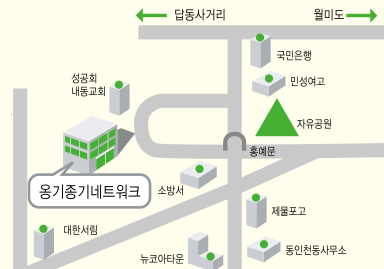 답동사거리
월미도
국민은행
민성여고
성공회
내동교회
자유공원
홍예문
옹기종기네트워크
소방서
제물포고
대한서림
뉴코아타운
동인천동사무소